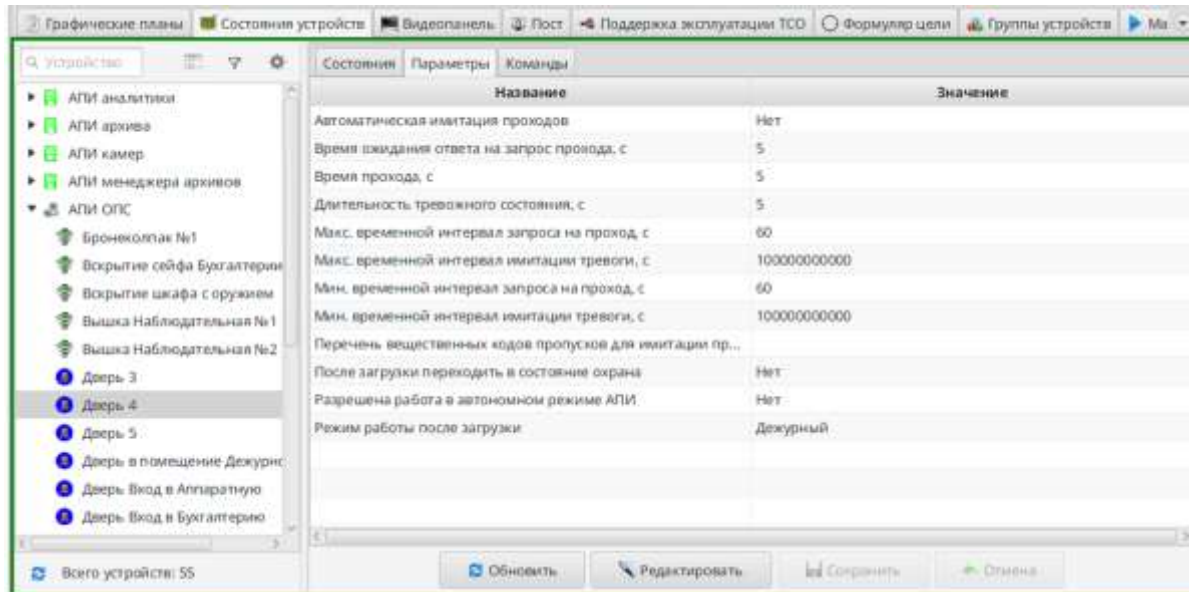 Графические планы Состояния устройств Видеопанель Пост Поддержка эксплуатации ТСО Формуляр цели Группы устройств Ма
Устройство
Состояния Параметры Команды
Название Значение
АПИ аналитики
АПИ архива
АПИ камер
АПИ менеджера архивов
АПИ ОПС
Бронеколпак №1
Вскрытие сейфа Бухгалтерии
Вскрытие шкафа с оружием
Вышка Наблюдательная №1
Вышка Наблюдательная №2
Дверь 3
Дверь 4
Дверь 5
Дверь в помещение Дежурно
Дверь Вход в Аппаратную
Дверь Вход в Бухгалтерию
Всего устройств: 55
Автоматическая имитация проходов Нет
Время ожидания ответа на запрос прохода, с 5
Время прохода, с 5
Длительность тревожного состояния, с 5
Макс. временной интервал запроса на проход, с 60
Макс. временной интервал имитации тревоги, с 100000000000
Мин. временной интервал запроса на проход, с 60
Мин. временной интервал имитации тревоги, с 100000000000
Перечень вещественных кодов пропусков для имитации пр...
После загрузки переходить в состояние охрана Нет
Разрешена работа в автономном режиме АПИ Нет
Режим работы после загрузки Дежурный
Обновить Редактировать Сохранить Отмена